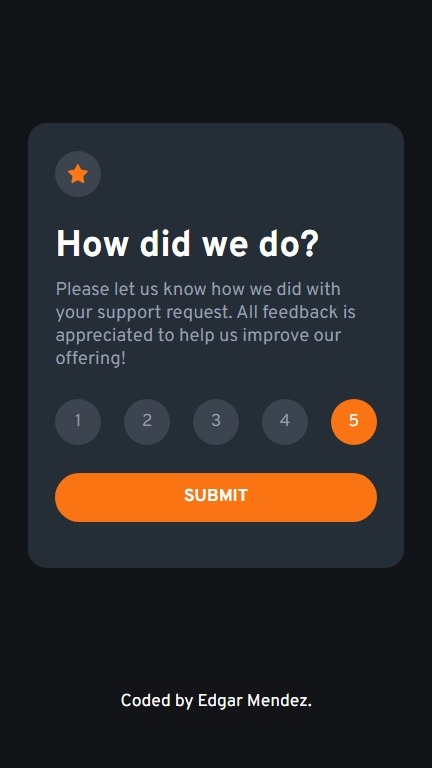 How did we do?
Please let us know how we did with
your support request. All feedback is
appreciated to help us improve our
offering!
1 2 3 4 5
SUBMIT
Coded by Edgar Mendez.